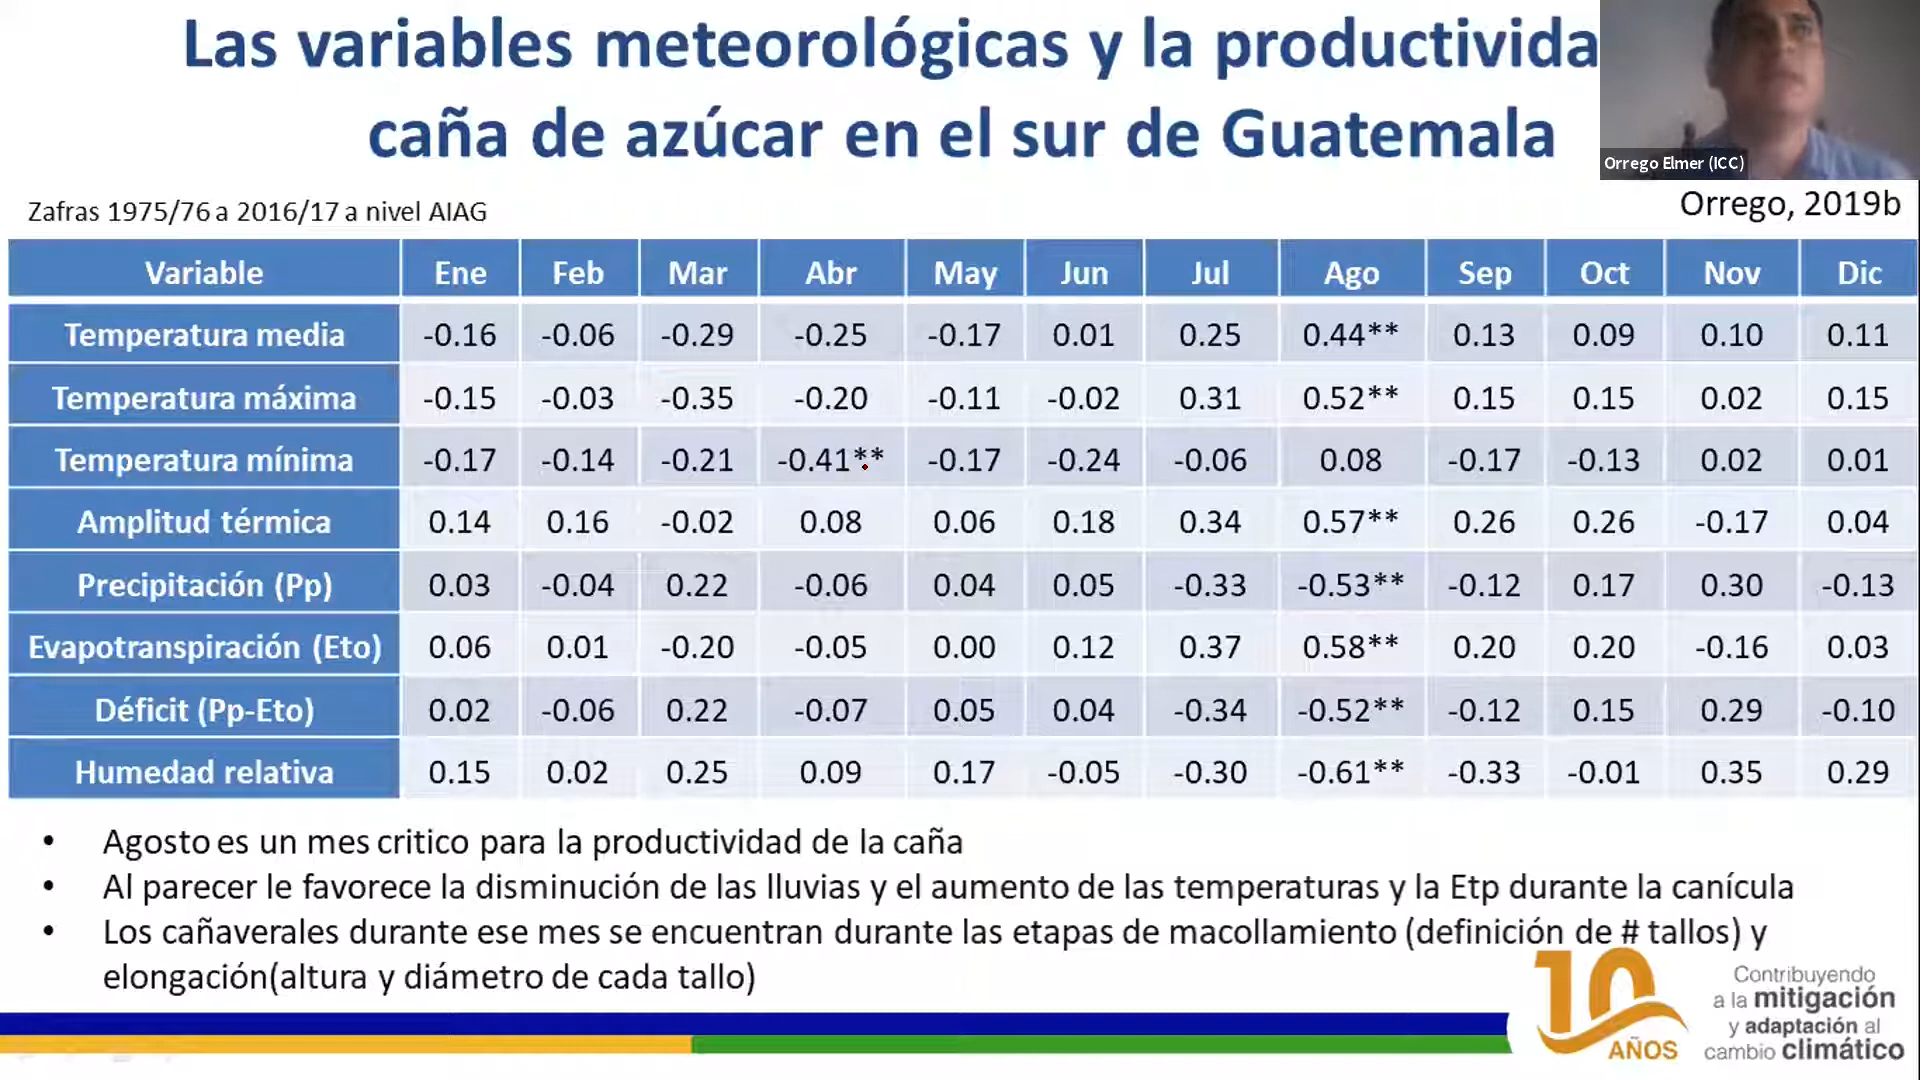 Las variables meteorológicas y la productivida
caña de azúcar en el sur de Guatemala
Orrego Elmer (ICC)
Zafras 1975/76 a 2016/17 a nivel AIAG
Orrego, 2019b
Variable Ene Feb Mar Abr May Jun Jul Ago Sep Oct Nov Dic
Temperatura media -0.16 -0.06 -0.29 -0.25 -0.17 0.01 0.25 0.44** 0.13 0.09 0.10 0.11
Temperatura máxima -0.15 -0.03 -0.35 -0.20 -0.11 -0.02 0.31 0.52** 0.15 0.15 0.02 0.15
Temperatura mínima -0.17 -0.14 -0.21 -0.41** -0.17 -0.24 -0.06 0.08 -0.17 -0.13 0.02 0.01
Amplitud térmica 0.14 0.16 -0.02 0.08 0.06 0.18 0.34 0.57** 0.26 0.26 -0.17 0.04
Precipitación (Pp) 0.03 -0.04 0.22 -0.06 0.04 0.05 -0.33 -0.53** -0.12 0.17 0.30 -0.13
Evapotranspiración (Eto) 0.06 0.01 -0.20 -0.05 0.00 0.12 0.37 0.58** 0.20 0.20 -0.16 0.03
Déficit (Pp-Eto) 0.02 -0.06 0.22 -0.07 0.05 0.04 -0.34 -0.52** -0.12 0.15 0.29 -0.10
Humedad relativa 0.15 0.02 0.25 0.09 0.17 -0.05 -0.30 -0.61** -0.33 -0.01 0.35 0.29
• Agosto es un mes critico para la productividad de la caña
• Al parecer le favorece la disminución de las lluvias y el aumento de las temperaturas y la Etp durante la canícula
• Los cañaverales durante ese mes se encuentran durante las etapas de macollamiento (definición de # tallos) y
elongación(altura y diámetro de cada tallo)
10
AÑOS
Contribuyendo
a la mitigación
y adaptación al
cambio climático